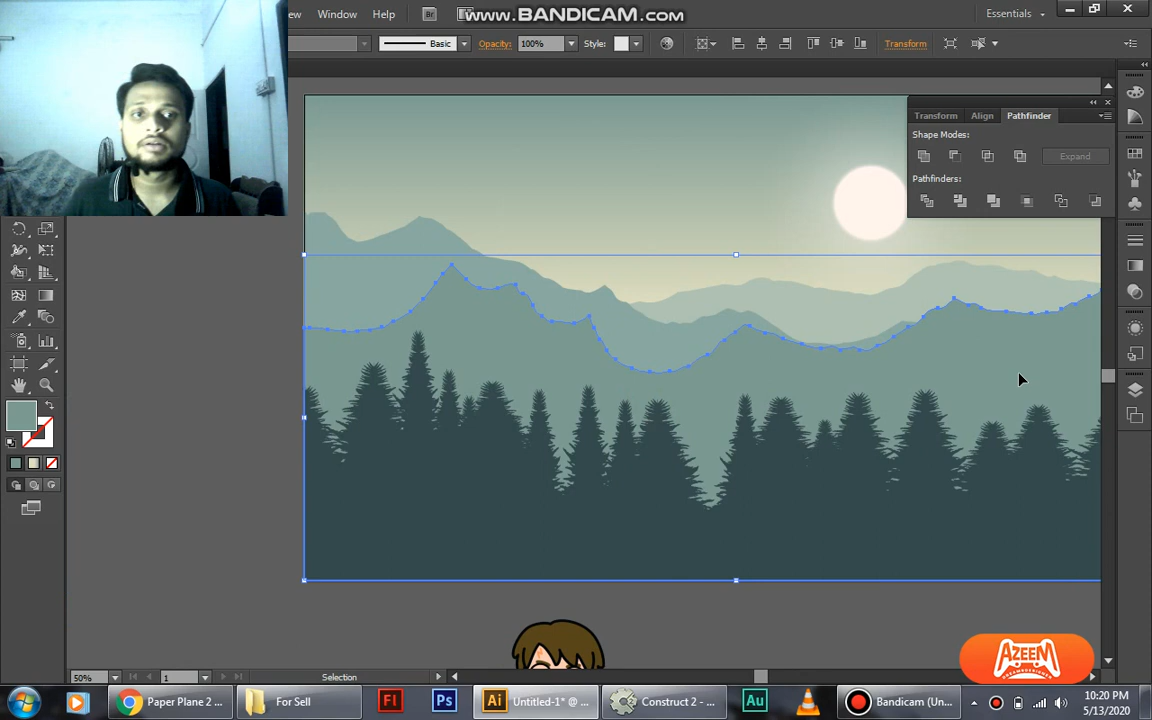 ew Window Help Br www.BANDICAM.com Essentials
Basic Opacity: 100% Style: Transform
Transform Align Pathfinder
Shape Modes:
Expand
Pathfinders:
50% 1 Selection
AZEEM
Paper Plane 2 ... For Sell Fl Ps Ai Untitled-1* @ ... Construct 2 - ... Au Bandicam (Un... 10:20 PM
5/13/2020